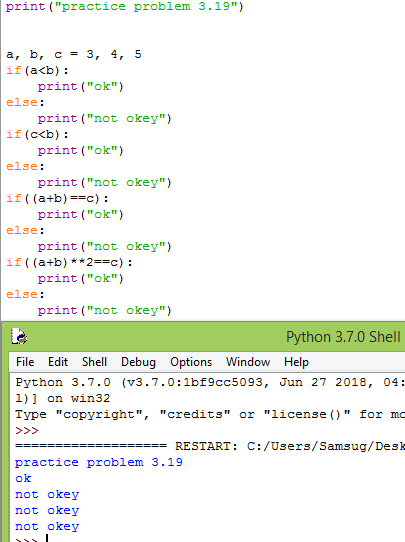 print("practice problem 3.19")
a, b, c = 3, 4, 5
if(a<b):
    print("ok")
else:
    print("not okey")
if(c<b):
    print("ok")
else:
    print("not okey")
if((a+b)==c):
    print("ok")
else:
    print("not okey")
if((a+b)**2==c):
    print("ok")
else:
    print("not okey")
Python 3.7.0 Shell
File Edit Shell Debug Options Window Help
Python 3.7.0 (v3.7.0:1bf9cc5093, Jun 27 2018, 04:
l)] on win32
Type "copyright", "credits" or "license()" for mo
>>>
=================== RESTART: C:/Users/Samsug/Desk
practice problem 3.19
ok
not okey
not okey
not okey
>>>